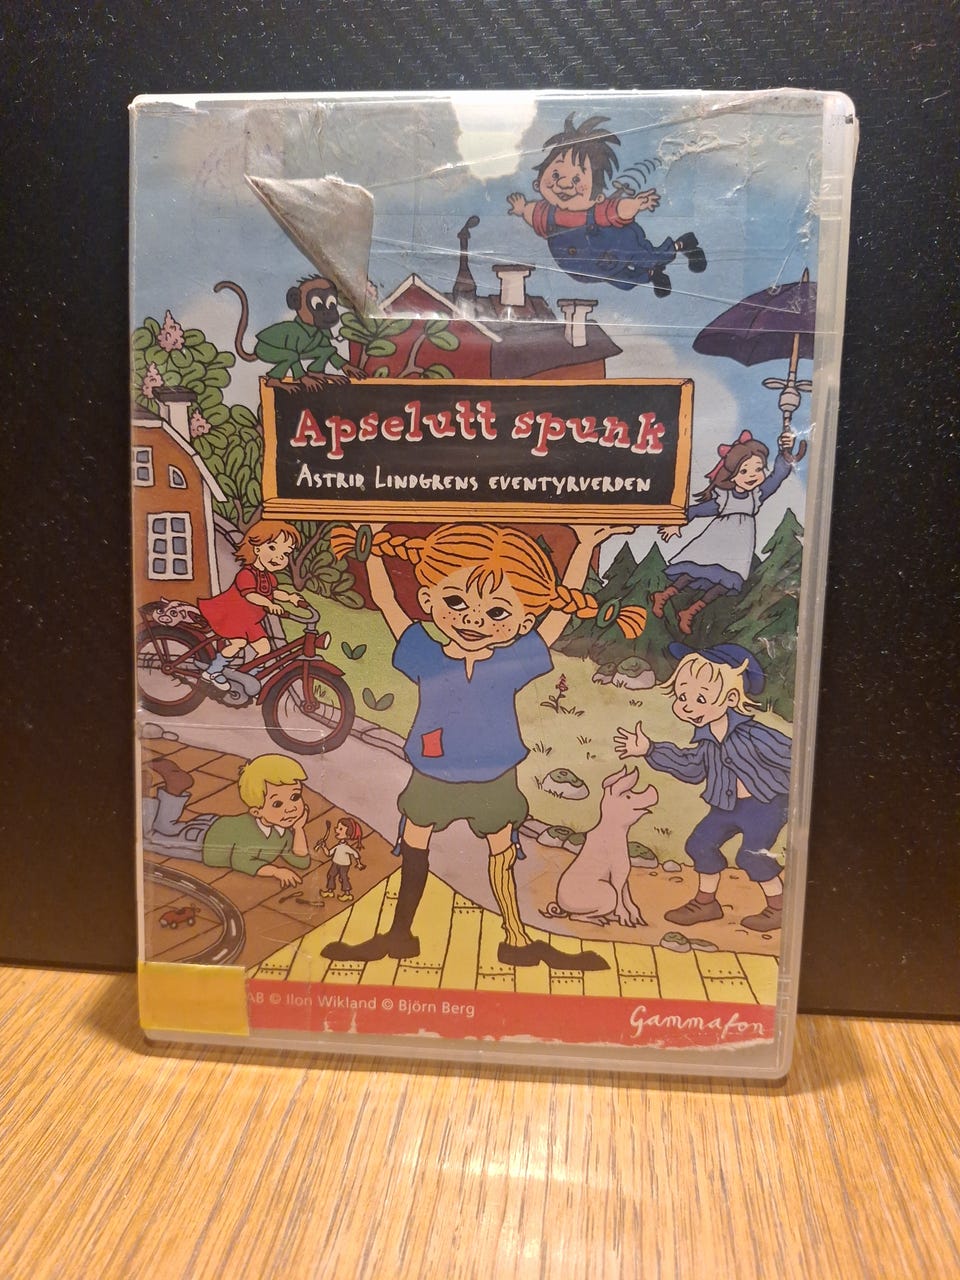 Apselutt spunk
ASTRID LINDGRENS EVENTYRVERDEN
AB © Ilon Wikland © Björn Berg
Gammafon